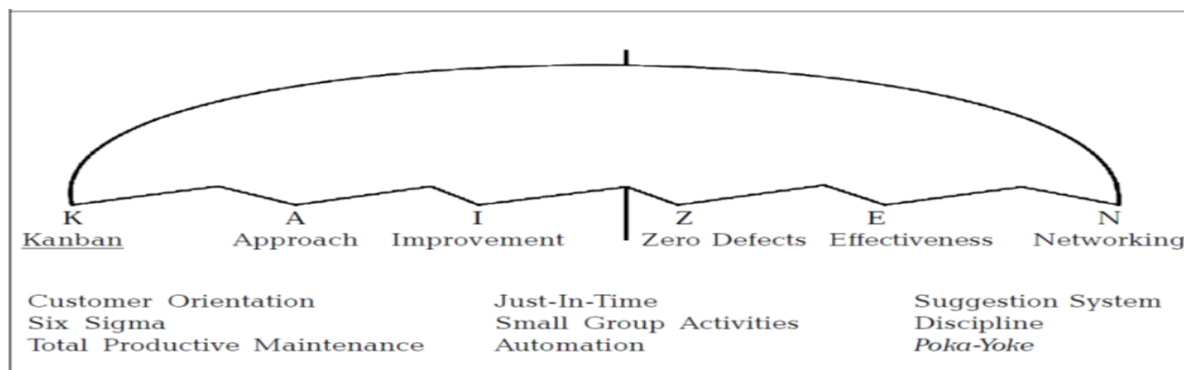 K A I Z E N
Kanban Approach Improvement Zero Defects Effectiveness Networking
Customer Orientation Just-In-Time Suggestion System
Six Sigma Small Group Activities Discipline
Total Productive Maintenance Automation Poka-Yoke